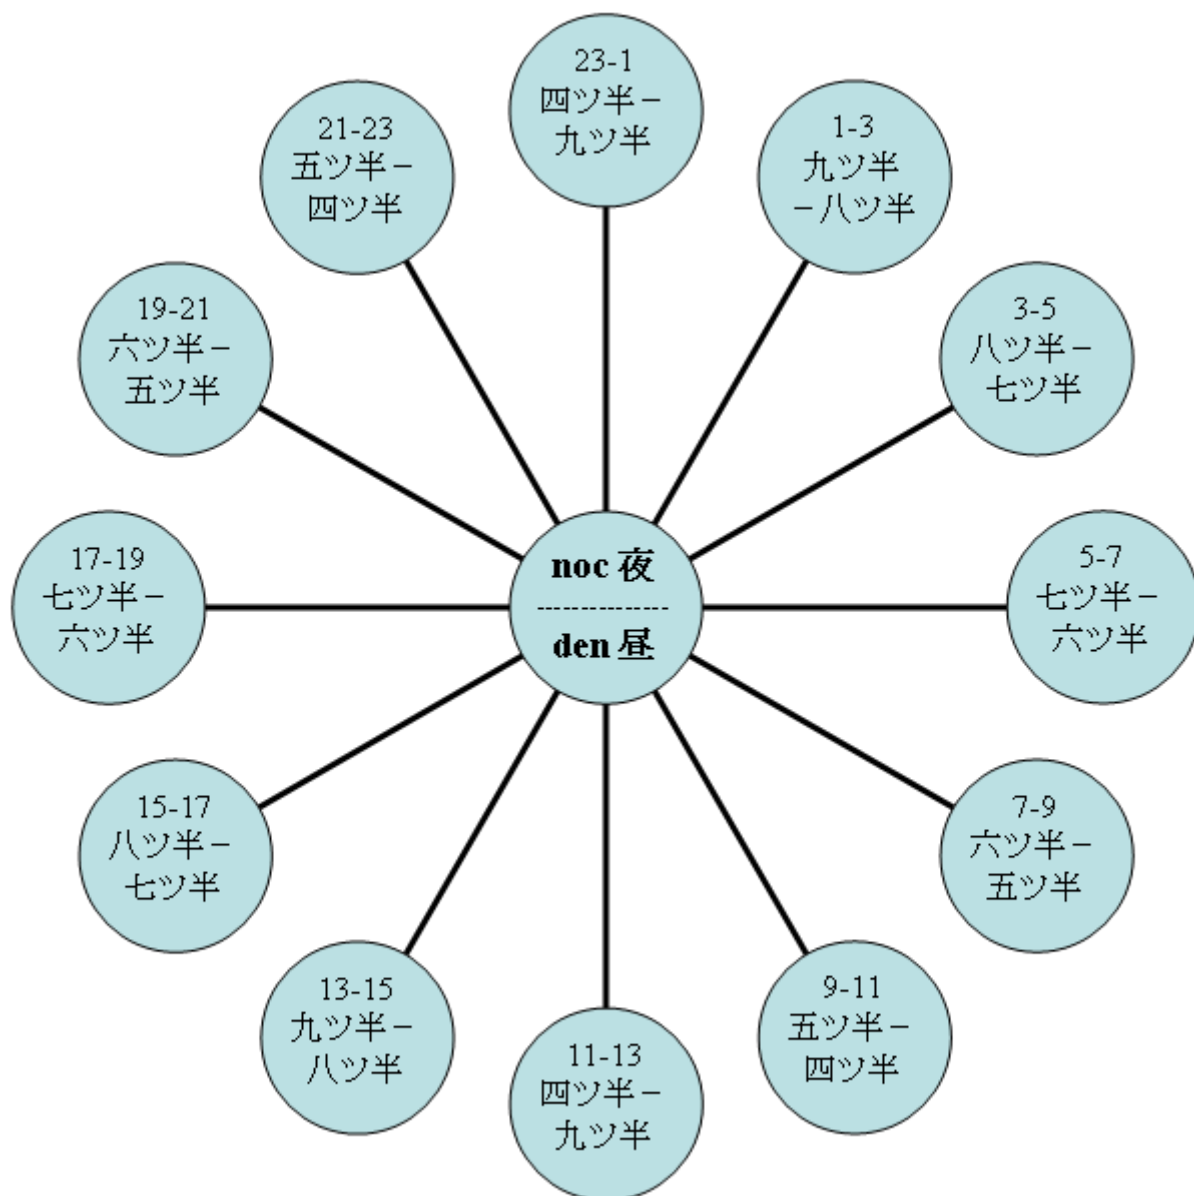 23-1
四ツ半－
九ツ半
1-3
九ツ半
－八ツ半
3-5
八ツ半－
七ツ半
5-7
七ツ半－
六ツ半
7-9
六ツ半－
五ツ半
9-11
五ツ半－
四ツ半
11-13
四ツ半－
九ツ半
13-15
九ツ半－
八ツ半
15-17
八ツ半－
七ツ半
17-19
七ツ半－
六ツ半
19-21
六ツ半－
五ツ半
21-23
五ツ半－
四ツ半
noc 夜
den 昼